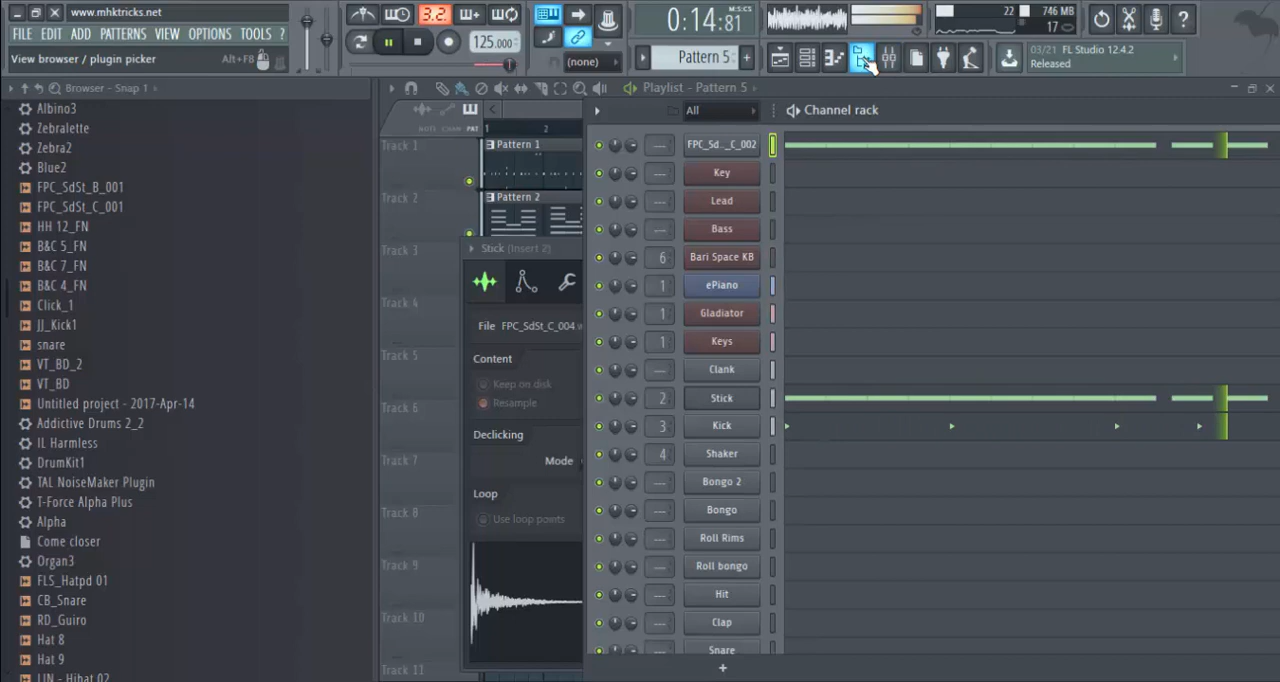 www.mhktricks.net
FILE EDIT ADD PATTERNS VIEW OPTIONS TOOLS ?
View browser / plugin picker Alt+F8
3.2
125.000
0:14:81
M:S:CS
(none)
Pattern 5 +
22
746 MB
17
03/21 FL Studio 12.4.2
Released
Browser - Snap 1
Albino3
Zebralette
Zebra2
Blue2
FPC_SdSt_B_001
FPC_SdSt_C_001
HH 12_FN
B&C 5_FN
B&C 7_FN
B&C 4_FN
Click_1
JJ_Kick1
snare
VT_BD_2
VT_BD
Untitled project - 2017-Apr-14
Addictive Drums 2_2
IL Harmless
DrumKit1
TAL NoiseMaker Plugin
T-Force Alpha Plus
Alpha
Come closer
Organ3
FLS_Hatpd 01
CB_Snare
RD_Guiro
Hat 8
Hat 9
LIN - Hihat 02
Playlist - Pattern 5
NOTE CHAN PAT
1 2
Track 1
Track 2
Track 3
Track 4
Track 5
Track 6
Track 7
Track 8
Track 9
Track 10
Track 11
Pattern 1
Pattern 2
Stick (Insert 2)
File FPC_SdSt_C_004
Content
Keep on disk
Resample
Declicking
Mode
Loop
Use loop points
All Channel rack
--- FPC_Sd.._C_002
--- Key
--- Lead
--- Bass
6 Bari Space KB
1 ePiano
1 Gladiator
1 Keys
--- Clank
2 Stick
3 Kick
4 Shaker
--- Bongo 2
--- Bongo
--- Roll Rims
--- Roll bongo
--- Hit
--- Clap
--- Snare
+